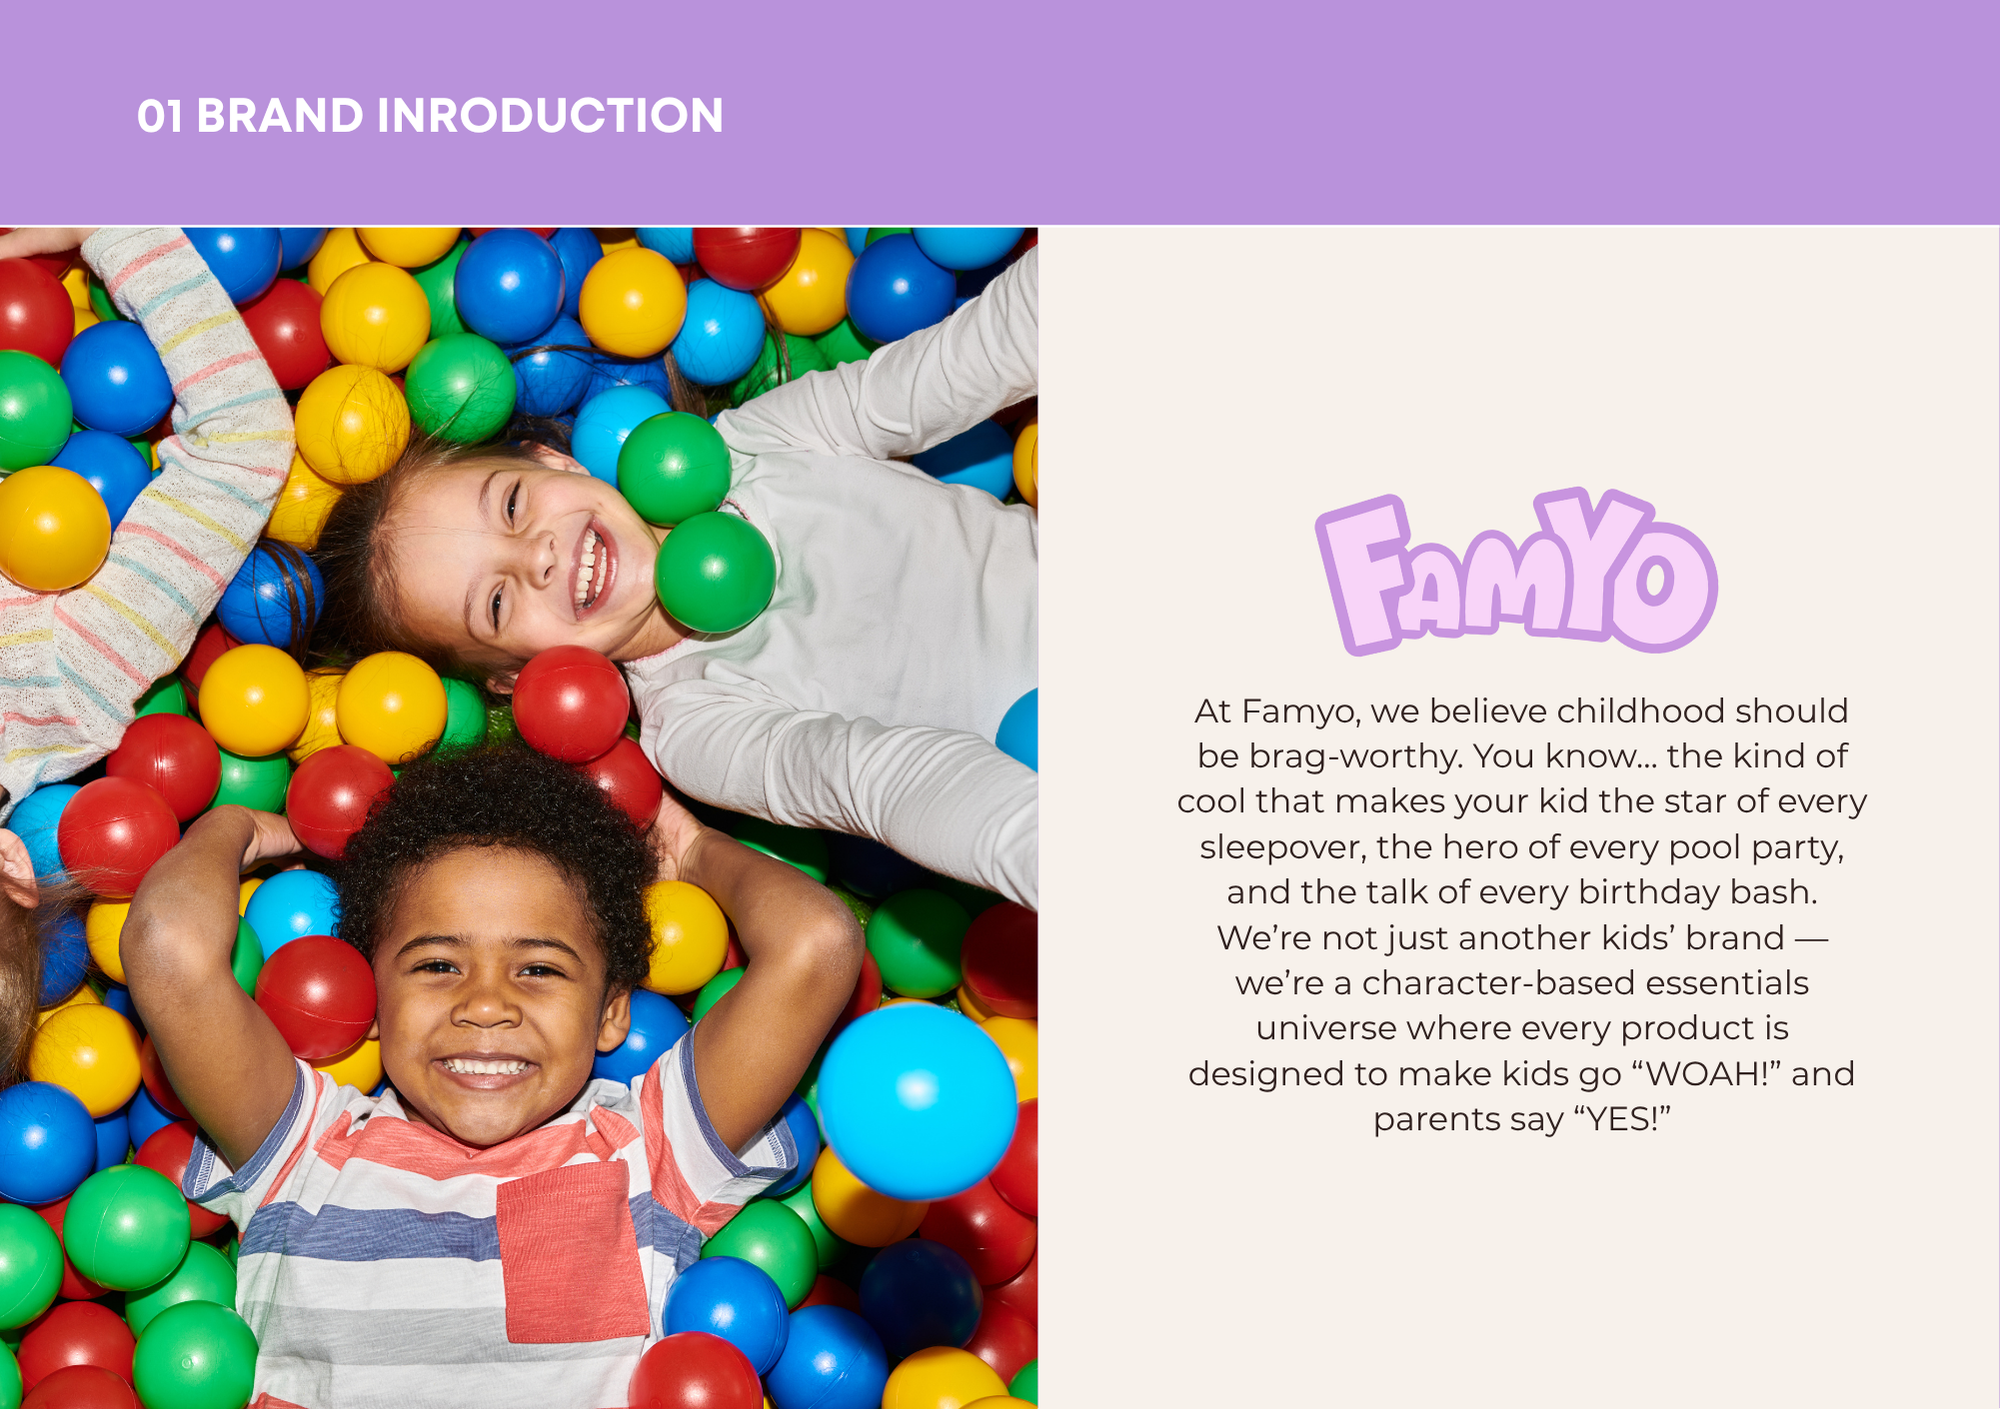 01 BRAND INRODUCTION
FAMYO
At Famyo, we believe childhood should
be brag-worthy. You know... the kind of
cool that makes your kid the star of every
sleepover, the hero of every pool party,
and the talk of every birthday bash.
We’re not just another kids’ brand —
we’re a character-based essentials
universe where every product is
designed to make kids go “WOAH!” and
parents say “YES!”